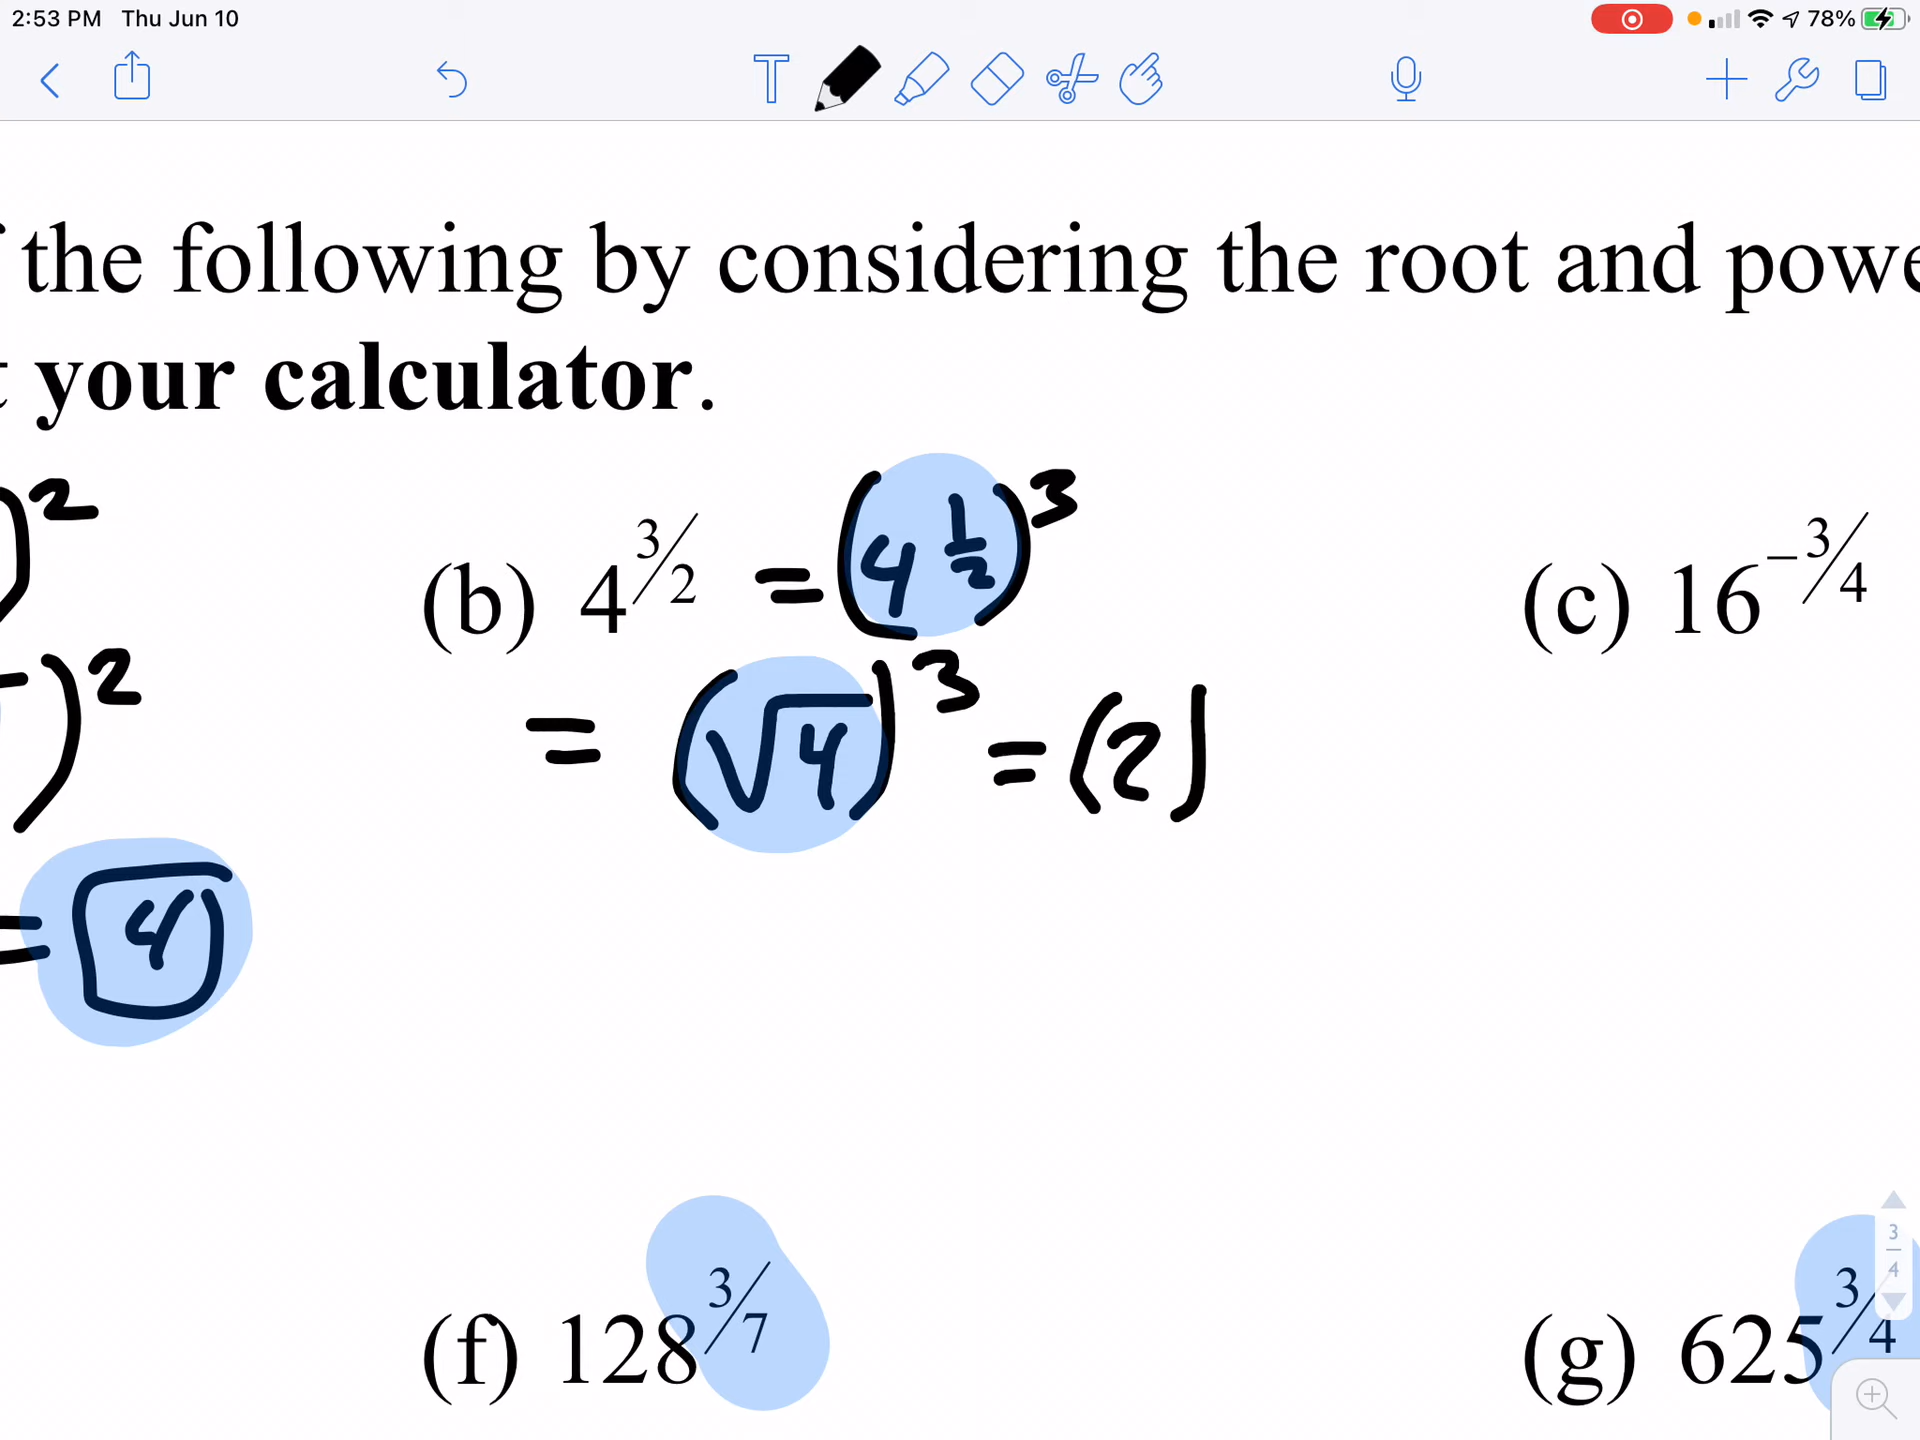 2:53 PM Thu Jun 10 78%
T
the following by considering the root and powe
your calculator.
)² (b) 4^{3/2} = (4^{1/2})³ (c) 16^{-3/4}
)² = (√4)³ = (2)
= 4
(f) 128^{3/7} (g) 625^{3/4}
3
4